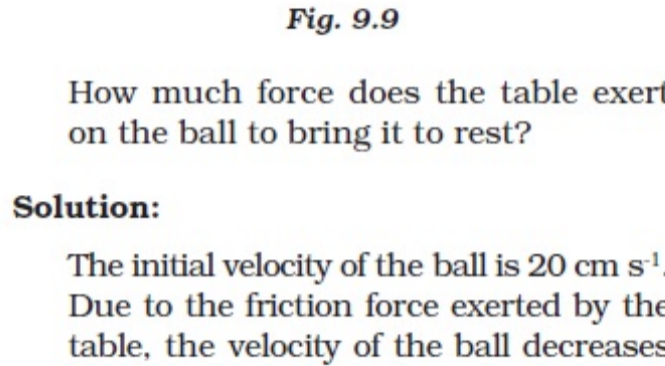 Fig. 9.9
How much force does the table exert
on the ball to bring it to rest?
Solution:
The initial velocity of the ball is 20 cm s⁻¹.
Due to the friction force exerted by the
table, the velocity of the ball decreases